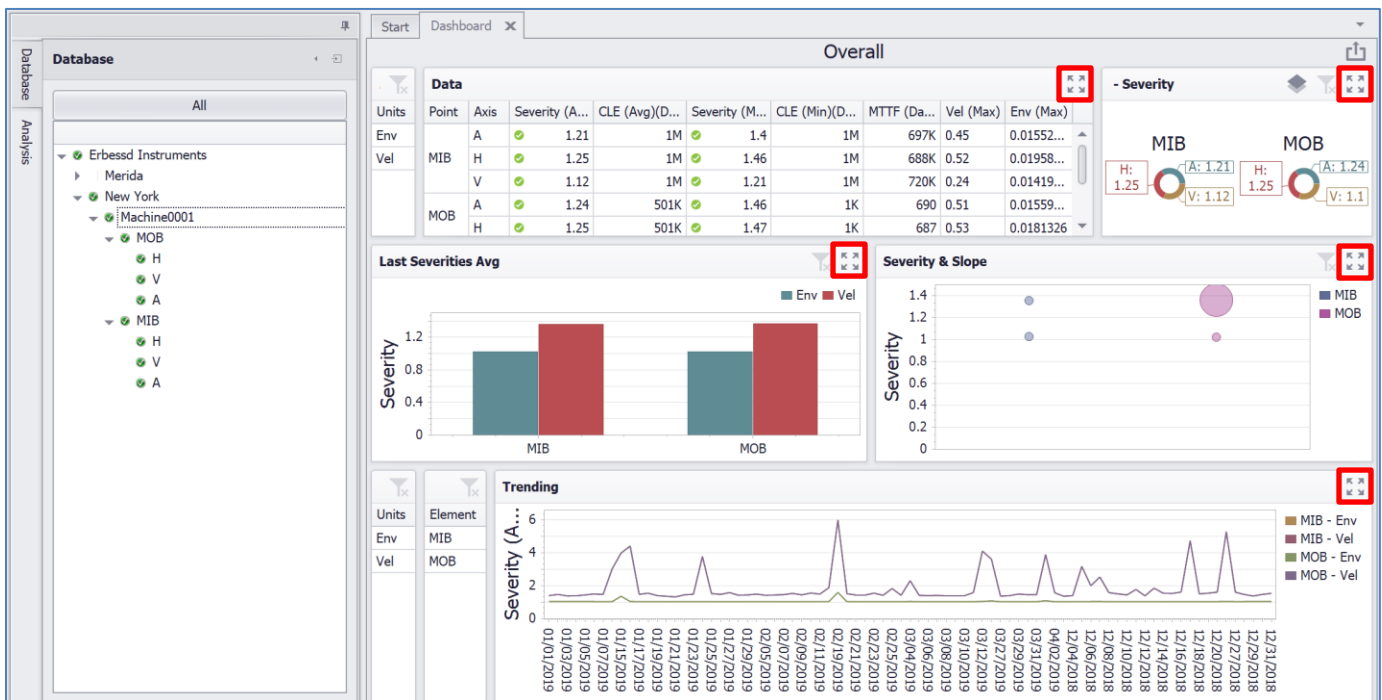 Start Dashboard
Database
Analysis
Database
All
Erbessd Instruments
Merida
New York
Machine0001
MOB
H
V
A
MIB
H
V
A
Overall
Units
Env
Vel
Data
Point Axis Severity (A... CLE (Avg)(D... Severity (M... CLE (Min)(D... MTTF (Da... Vel (Max) Env (Max)
MIB A 1.21 1M 1.4 1M 697K 0.45 0.01552...
H 1.25 1M 1.46 1M 688K 0.52 0.01958...
V 1.12 1M 1.21 1M 720K 0.24 0.01419...
MOB A 1.24 501K 1.46 1K 690 0.51 0.01559...
H 1.25 501K 1.47 1K 687 0.53 0.0181326
- Severity
MIB MOB
H: 1.25 A: 1.21 V: 1.12
H: 1.25 A: 1.24 V: 1.1
Last Severities Avg
Env Vel
Severity
1.2
0.8
0.4
0
MIB MOB
Severity & Slope
MIB
MOB
Severity
1.4
1.2
1
0.8
0.6
0.4
0.2
0
Units
Env
Vel
Element
MIB
MOB
Trending
Severity (A...
6
4
2
0
MIB - Env
MIB - Vel
MOB - Env
MOB - Vel
01/01/2019 01/03/2019 01/05/2019 01/07/2019 01/15/2019 01/17/2019 01/19/2019 01/21/2019 01/23/2019 01/25/2019 01/27/2019 01/29/2019 02/05/2019 02/07/2019 02/09/2019 02/11/2019 02/19/2019 02/21/2019 02/23/2019 02/25/2019 03/04/2019 03/06/2019 03/08/2019 03/10/2019 03/12/2019 03/27/2019 03/29/2019 03/31/2019 04/02/2019 12/04/2018 12/06/2018 12/08/2018 12/10/2018 12/12/2018 12/14/2018 12/16/2018 12/18/2018 12/20/2018 12/27/2018 12/29/2018 12/31/2018